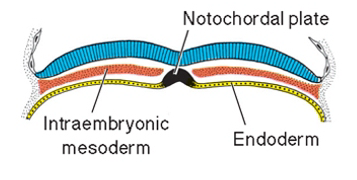 Notochordal plate
Intraembryonic
mesoderm
Endoderm